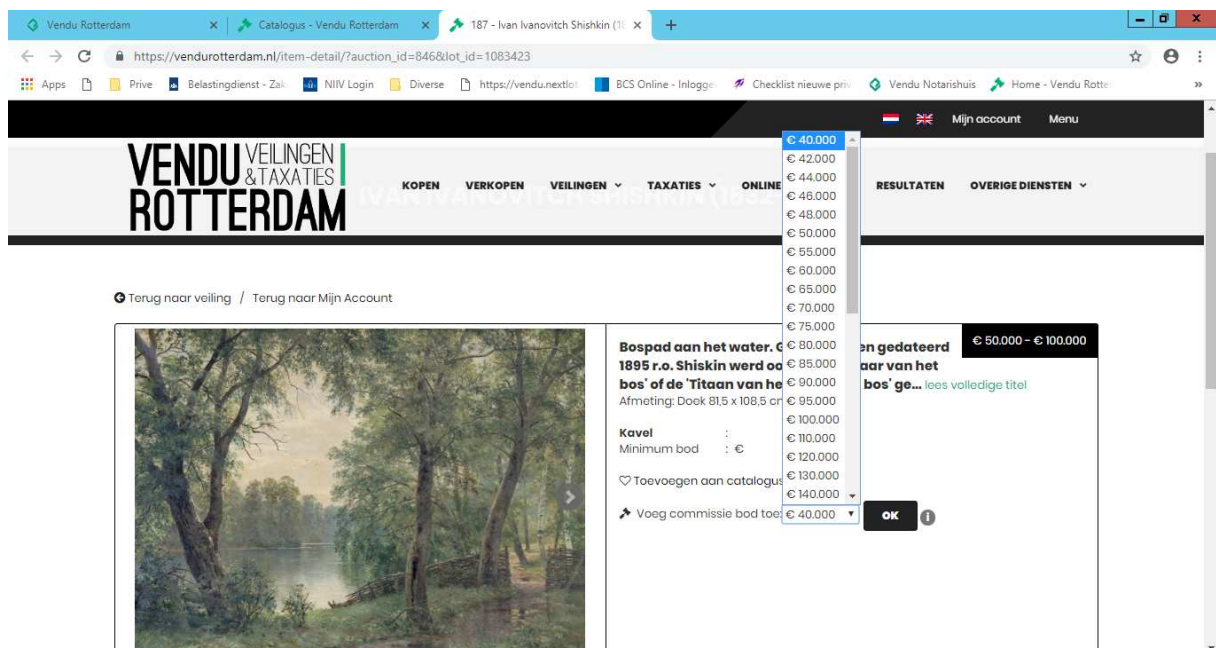 Vendu Rotterdam
Catalogus - Vendu Rotterdam
187 - Ivan Ivanovitch Shishkin (18
https://vendurotterdam.nl/item-detail/?auction_id=846&lot_id=1083423
Apps Prive Belastingdienst - Zak NIIV Login Diverse https://vendu.nextlot BCS Online - Inlogge Checklist nieuwe priv Vendu Notarishuis Home - Vendu Rotte »
Mijn account Menu
VENDU VEILINGEN
&TAXATIES
ROTTERDAM
KOPEN VERKOPEN VEILINGEN TAXATIES ONLINE RESULTATEN OVERIGE DIENSTEN
IVAN IVANOVITCH SHISHKIN (1832-
Terug naar veiling / Terug naar Mijn Account
€ 50.000 - € 100.000
Bospad aan het water. G en gedateerd
1895 r.o. Shiskin werd oo aar van het
bos' of de 'Titaan van he bos' ge... lees volledige titel
Afmeting: Doek 81,5 x 108,5 cm
Kavel :
Minimum bod : €
Toevoegen aan catalogus
Voeg commissie bod toe: € 40.000 OK i
€ 40.000
€ 42.000
€ 44.000
€ 46.000
€ 48.000
€ 50.000
€ 55.000
€ 60.000
€ 65.000
€ 70.000
€ 75.000
€ 80.000
€ 85.000
€ 90.000
€ 95.000
€ 100.000
€ 110.000
€ 120.000
€ 130.000
€ 140.000